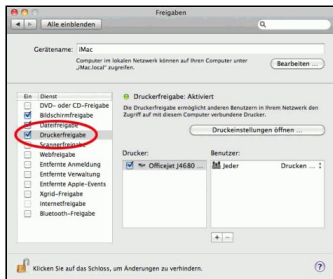 Freigaben
Alle einblenden
Gerätename: iMac
Computer im lokalen Netzwerk können auf Ihren Computer unter
„iMac.local“ zugreifen.
Bearbeiten ...
Ein Dienst
DVD- oder CD-Freigabe
Bildschirmfreigabe
Dateifreigabe
Druckerfreigabe
Scannerfreigabe
Webfreigabe
Entfernte Anmeldung
Entfernte Verwaltung
Entfernte Apple-Events
Xgrid-Freigabe
Internetfreigabe
Bluetooth-Freigabe
Druckerfreigabe: Aktiviert
Die Druckerfreigabe ermöglicht anderen Benutzern in Ihrem Netzwerk den
Zugriff auf mit diesem Computer verbundene Drucker.
Druckeinstellungen öffnen ...
Drucker: Benutzer:
Officejet J4680 ... Jeder Drucken ...
+ −
Klicken Sie auf das Schloss, um Änderungen zu verhindern.
?